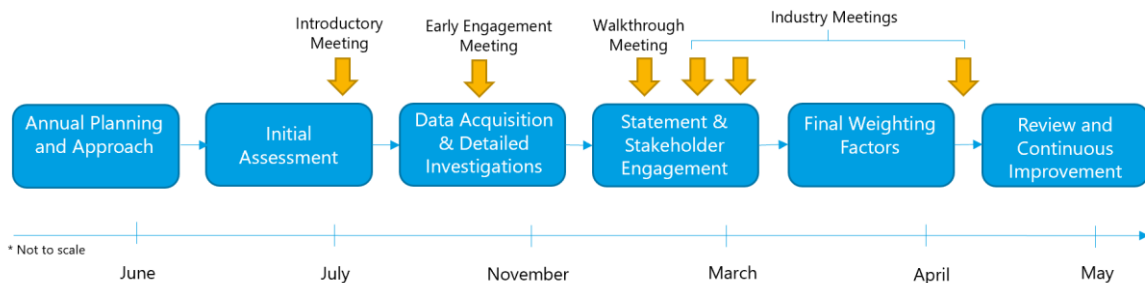 Introductory
Meeting
Early Engagement
Meeting
Walkthrough
Meeting
Industry Meetings
Annual Planning
and Approach
Initial
Assessment
Data Acquisition
& Detailed
Investigations
Statement &
Stakeholder
Engagement
Final Weighting
Factors
Review and
Continuous
Improvement
* Not to scale
June
July
November
March
April
May